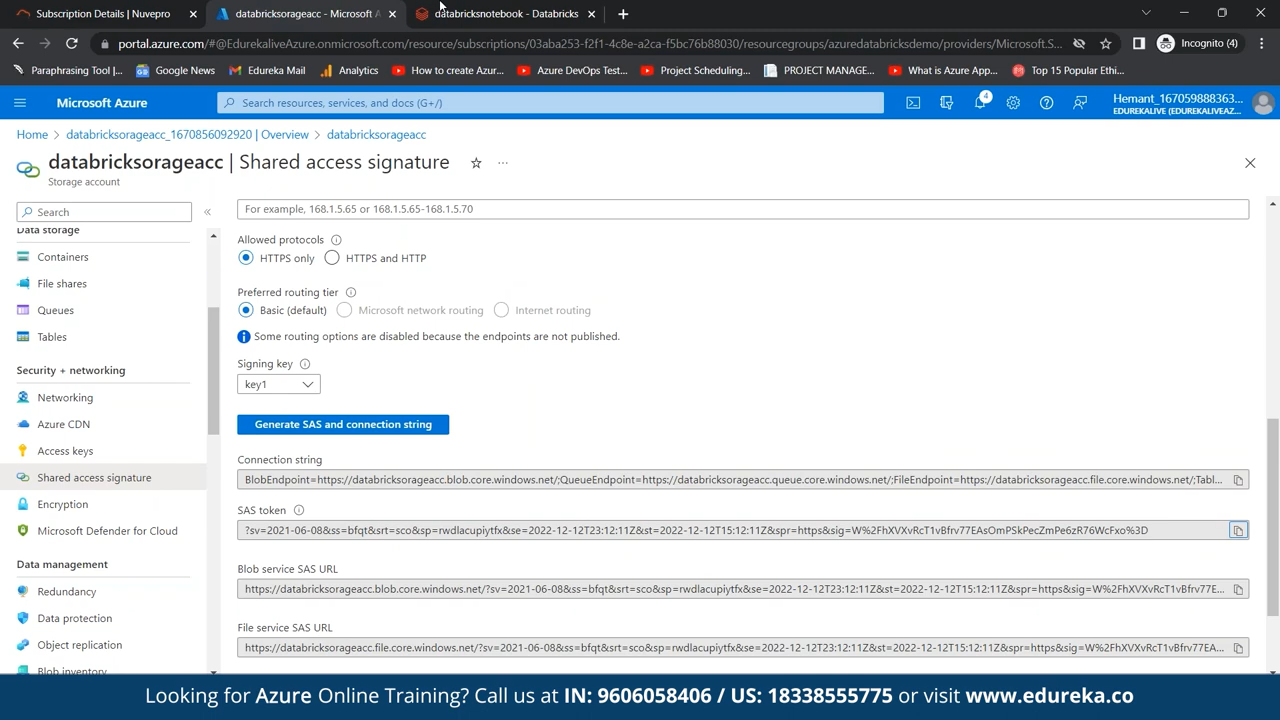 Subscription Details | Nuvepro
databricksorageacc - Microsoft A
databricksnotebook - Databricks
portal.azure.com/#@EdurekaliveAzure.onmicrosoft.com/resource/subscriptions/03aba253-f2f1-4c8e-a2ca-f5bc76b88030/resourcegroups/azuredatabricksdemo/providers/Microsoft.S...
Incognito (4)
Paraphrasing Tool |...
Google News
Edureka Mail
Analytics
How to create Azur...
Azure DevOps Test...
Project Scheduling...
PROJECT MANAGE...
What is Azure App...
Top 15 Popular Ethi...
Microsoft Azure
Search resources, services, and docs (G+/)
4
Hemant_167059888363...
EDUREKALIVE (EDUREKALIVEAZ...
Home > databricksorageacc_1670856092920 | Overview > databricksorageacc
databricksorageacc | Shared access signature
Storage account
Search
Data storage
Containers
File shares
Queues
Tables
Security + networking
Networking
Azure CDN
Access keys
Shared access signature
Encryption
Microsoft Defender for Cloud
Data management
Redundancy
Data protection
Object replication
Blob inventory
For example, 168.1.5.65 or 168.1.5.65-168.1.5.70
Allowed protocols
HTTPS only HTTPS and HTTP
Preferred routing tier
Basic (default) Microsoft network routing Internet routing
Some routing options are disabled because the endpoints are not published.
Signing key
key1
Generate SAS and connection string
Connection string
BlobEndpoint=https://databricksorageacc.blob.core.windows.net/;QueueEndpoint=https://databricksorageacc.queue.core.windows.net/;FileEndpoint=https://databricksorageacc.file.core.windows.net/;Tabl...
SAS token
?sv=2021-06-08&ss=bfqt&srt=sco&sp=rwdlacupiytfx&se=2022-12-12T23:12:11Z&st=2022-12-12T15:12:11Z&spr=https&sig=W%2FhXVXvRcT1vBfrv77EAsOmPSkPecZmPe6zR76WcFxo%3D
Blob service SAS URL
https://databricksorageacc.blob.core.windows.net/?sv=2021-06-08&ss=bfqt&srt=sco&sp=rwdlacupiytfx&se=2022-12-12T23:12:11Z&st=2022-12-12T15:12:11Z&spr=https&sig=W%2FhXVXvRcT1vBfrv77E...
File service SAS URL
https://databricksorageacc.file.core.windows.net/?sv=2021-06-08&ss=bfqt&srt=sco&sp=rwdlacupiytfx&se=2022-12-12T23:12:11Z&st=2022-12-12T15:12:11Z&spr=https&sig=W%2FhXVXvRcT1vBfrv77EA...
Looking for Azure Online Training? Call us at IN: 9606058406 / US: 18338555775 or visit www.edureka.co